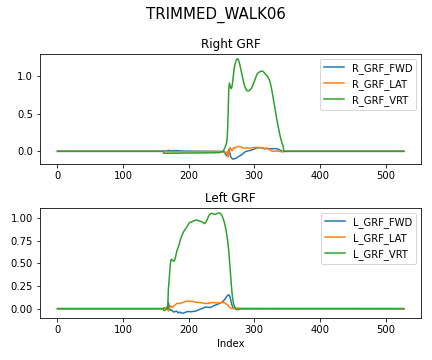 TRIMMED_WALK06
Right GRF
1.0
0.5
0.0
R_GRF_FWD
R_GRF_LAT
R_GRF_VRT
0 100 200 300 400 500
Left GRF
1.00
0.75
0.50
0.25
0.00
L_GRF_FWD
L_GRF_LAT
L_GRF_VRT
0 100 200 300 400 500
Index